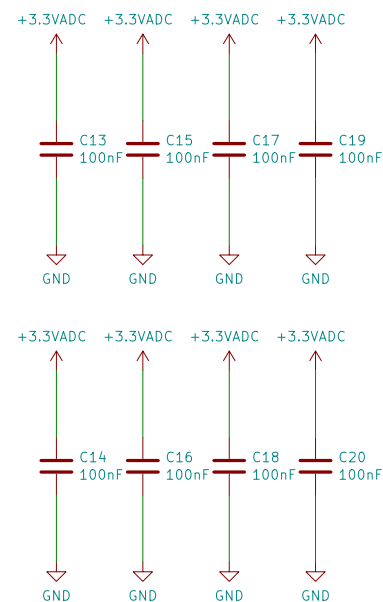 +3.3VADC +3.3VADC +3.3VADC +3.3VADC
C13 C15 C17 C19
100nF 100nF 100nF 100nF
GND GND GND GND
+3.3VADC +3.3VADC +3.3VADC +3.3VADC
C14 C16 C18 C20
100nF 100nF 100nF 100nF
GND GND GND GND